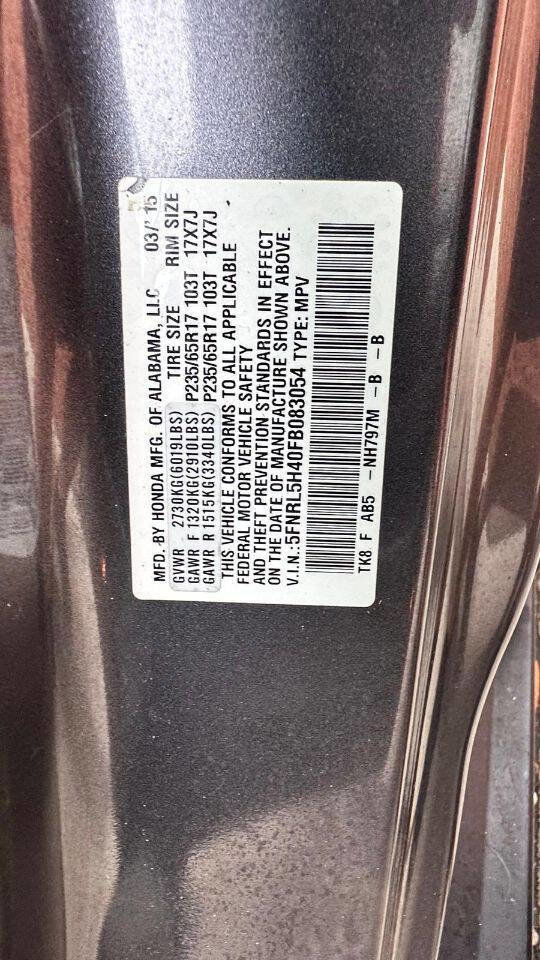 MFD. BY HONDA MFG. OF ALABAMA, LLC 03/15
GVWR 2730KG(6019LBS) TIRE SIZE RIM SIZE
GAWR F 1320KG(2910LBS) P235/65R17 103T 17X7J
GAWR R 1515KG(3340LBS) P235/65R17 103T 17X7J
THIS VEHICLE CONFORMS TO ALL APPLICABLE
FEDERAL MOTOR VEHICLE SAFETY
AND THEFT PREVENTION STANDARDS IN EFFECT
ON THE DATE OF MANUFACTURE SHOWN ABOVE.
V.I.N.:5FNRL5H40FB083054 TYPE: MPV
TK8 F AB5 -NH797M -B -B